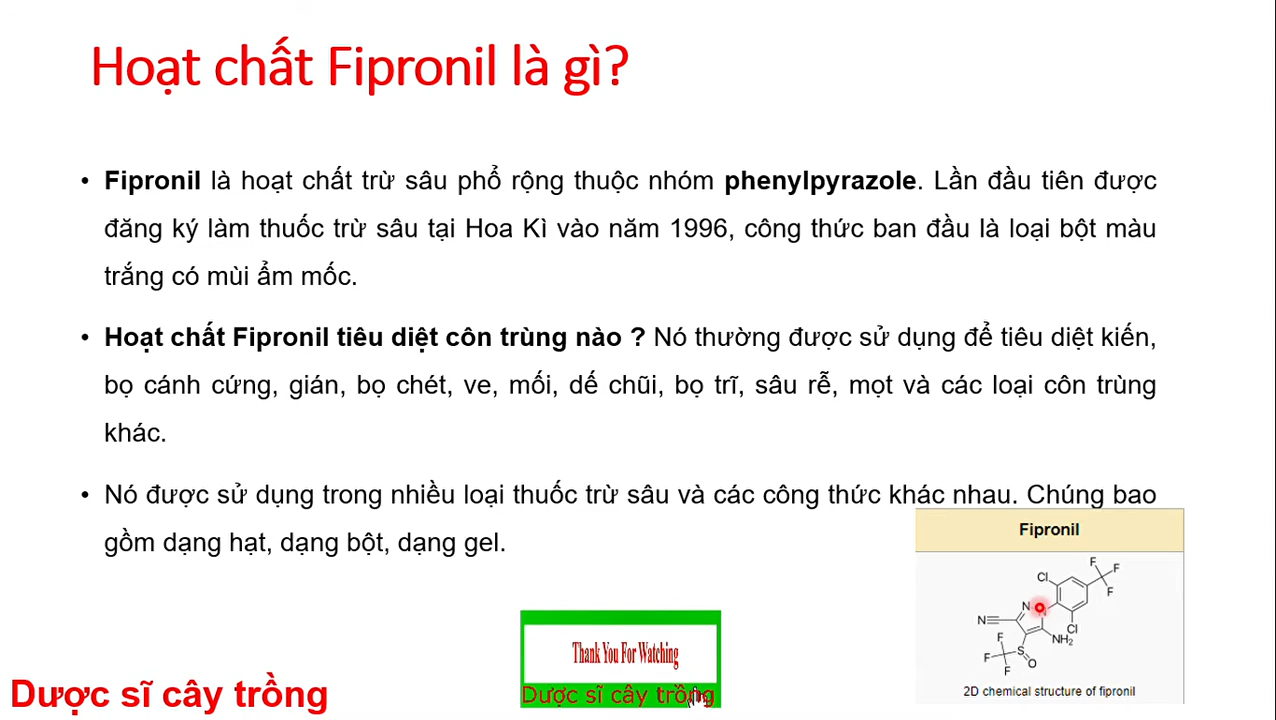 Hoạt chất Fipronil là gì?
• Fipronil là hoạt chất trừ sâu phổ rộng thuộc nhóm phenylpyrazole. Lần đầu tiên được
đăng ký làm thuốc trừ sâu tại Hoa Kì vào năm 1996, công thức ban đầu là loại bột màu
trắng có mùi ẩm mốc.
• Hoạt chất Fipronil tiêu diệt côn trùng nào ? Nó thường được sử dụng để tiêu diệt kiến,
bọ cánh cứng, gián, bọ chét, ve, mối, dế chũi, bọ trĩ, sâu rễ, mọt và các loại côn trùng
khác.
• Nó được sử dụng trong nhiều loại thuốc trừ sâu và các công thức khác nhau. Chúng bao
gồm dạng hạt, dạng bột, dạng gel.
Fipronil
F
F
Cl
F
N
N
Cl
F
NH2
F
S
O
F
2D chemical structure of fipronil
Thank You For Watching
Dược sĩ cây trồng
Dược sĩ cây trồng